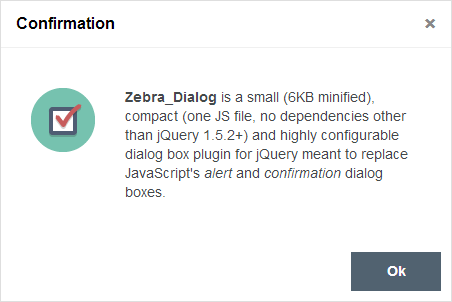 Confirmation
Zebra_Dialog is a small (6KB minified),
compact (one JS file, no dependencies other
than jQuery 1.5.2+) and highly configurable
dialog box plugin for jQuery meant to replace
JavaScript's alert and confirmation dialog
boxes.
Ok